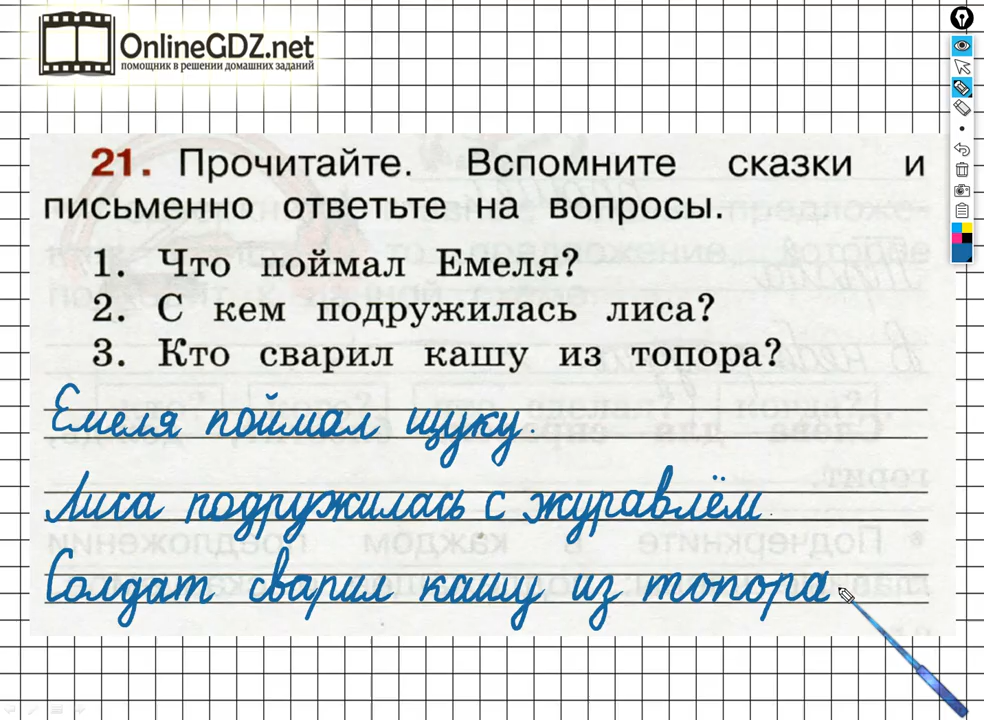 OnlineGDZ.net
помощник в решении домашних заданий
21. Прочитайте. Вспомните сказки и
письменно ответьте на вопросы.
1. Что поймал Емеля?
2. С кем подружилась лиса?
3. Кто сварил кашу из топора?
Емеля поймал щуку.
Лиса подружилась с журавлём.
Солдат сварил кашу из топора